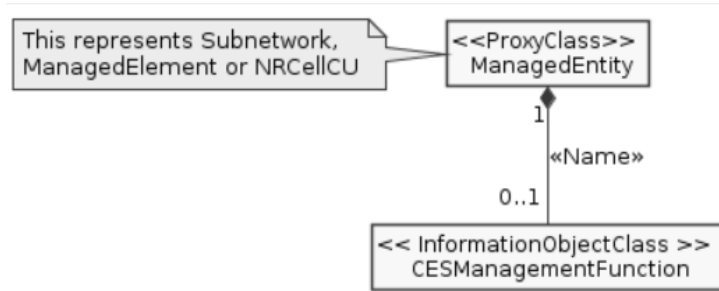 This represents Subnetwork,
ManagedElement or NRCellCU
<<ProxyClass>>
ManagedEntity
1
«Name»
0..1
<< InformationObjectClass >>
CESManagementFunction